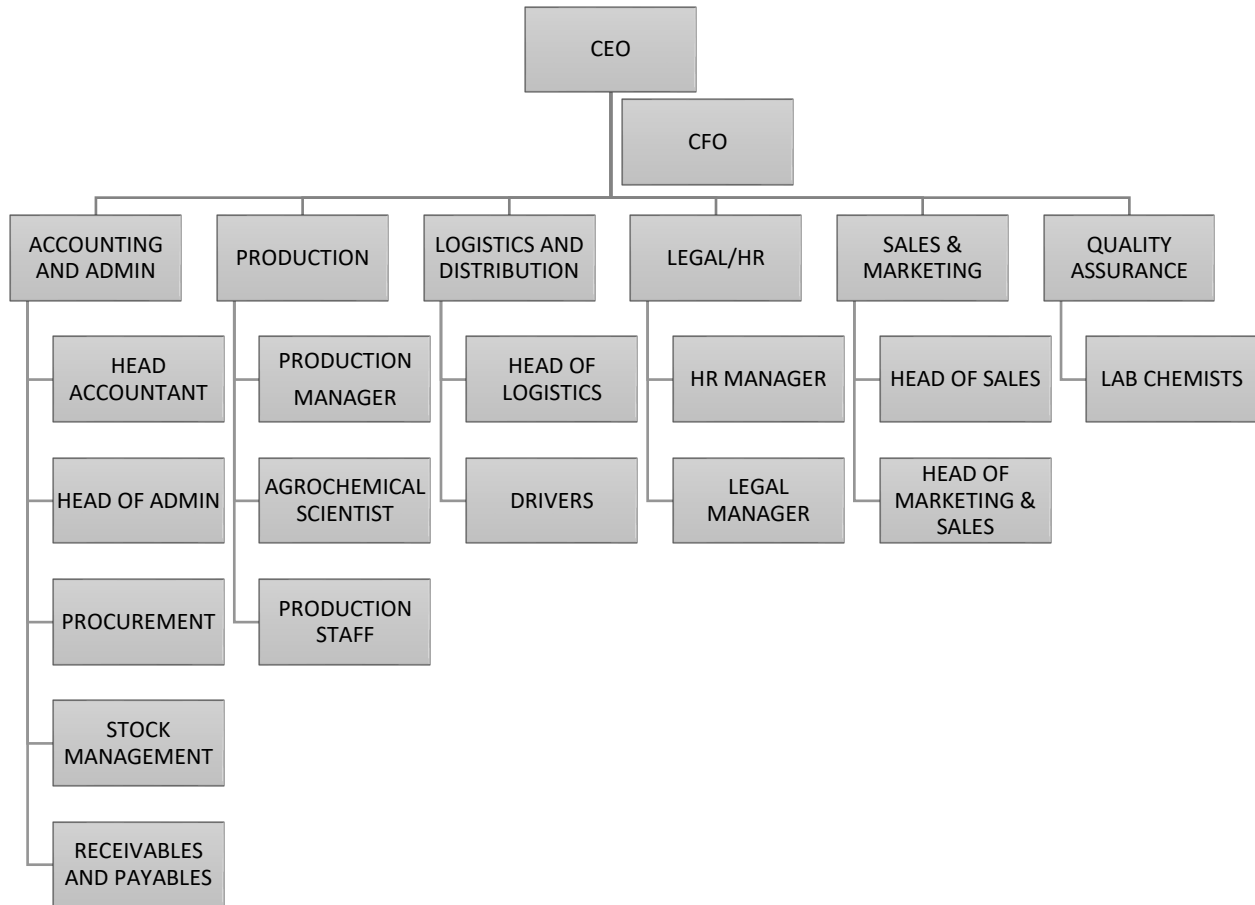 CEO
CFO
ACCOUNTING
AND ADMIN
PRODUCTION
LOGISTICS AND
DISTRIBUTION
LEGAL/HR
SALES &
MARKETING
QUALITY
ASSURANCE
HEAD
ACCOUNTANT
PRODUCTION
MANAGER
HEAD OF
LOGISTICS
HR MANAGER
HEAD OF SALES
LAB CHEMISTS
HEAD OF ADMIN
AGROCHEMICAL
SCIENTIST
DRIVERS
LEGAL
MANAGER
HEAD OF
MARKETING &
SALES
PROCUREMENT
PRODUCTION
STAFF
STOCK
MANAGEMENT
RECEIVABLES
AND PAYABLES